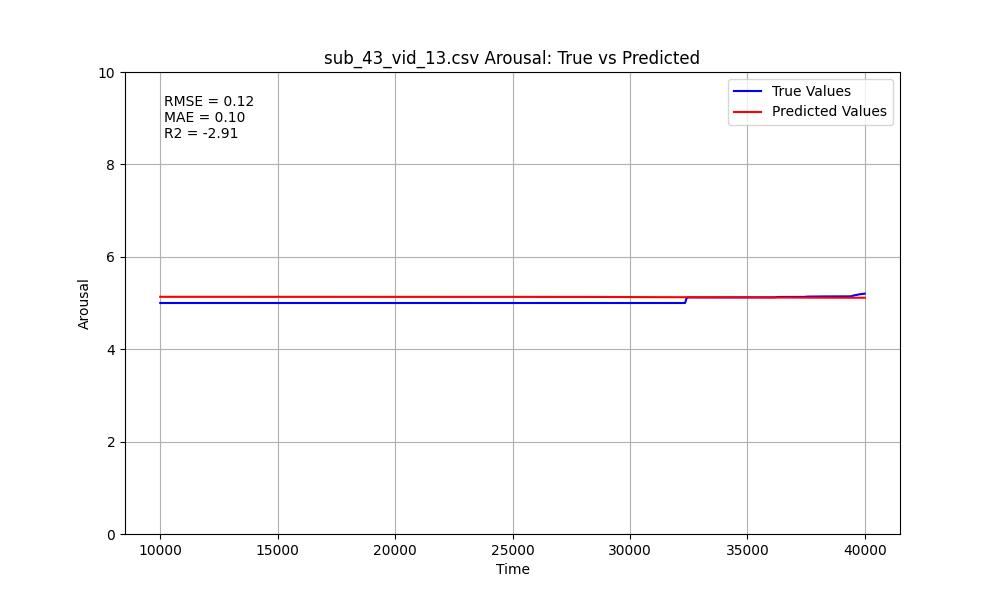 sub_43_vid_13.csv Arousal: True vs Predicted
RMSE = 0.12
MAE = 0.10
R2 = -2.91
True Values
Predicted Values
Arousal
10
8
6
4
2
0
10000 15000 20000 25000 30000 35000 40000
Time